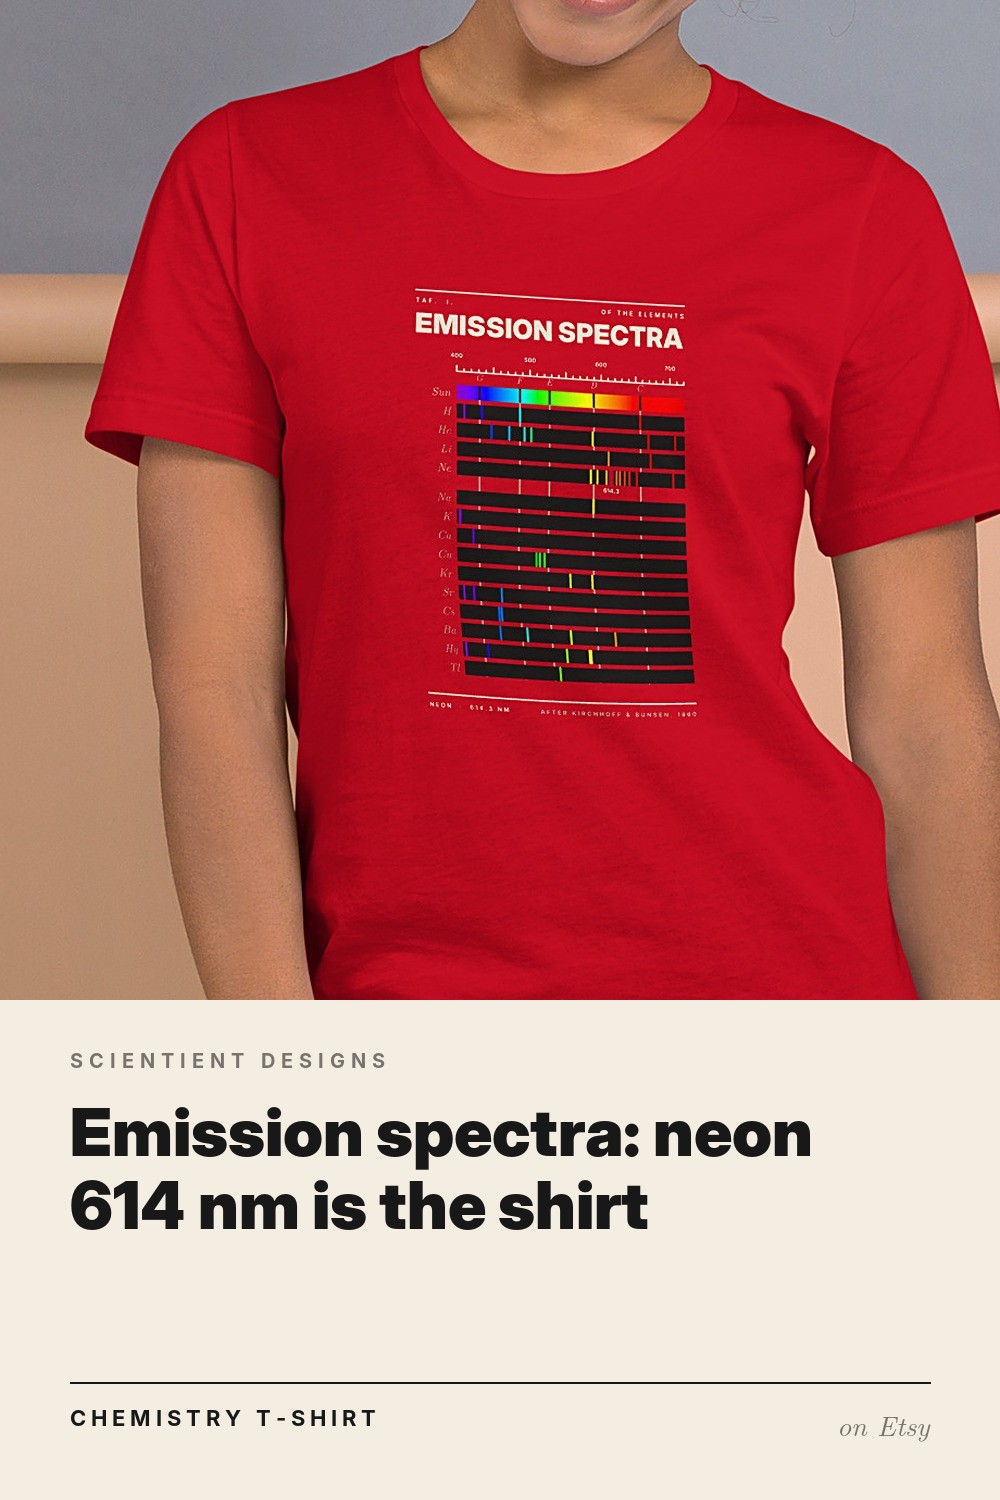 TAF. I.
OF THE ELEMENTS
EMISSION SPECTRA
400 500 600 700
G F E D C
Sun
H
He
Li
Ne
614.3
Na
K
Ca
Cu
Kr
Sr
Cs
Ba
Hg
Tl
NEON 614.3 NM AFTER KIRCHHOFF & BUNSEN, 1860
SCIENTIENT DESIGNS
Emission spectra: neon
614 nm is the shirt
CHEMISTRY T-SHIRT
on Etsy